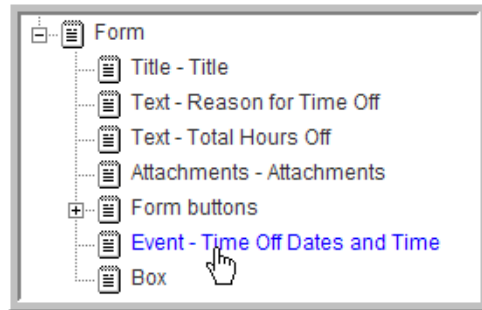 Form
Title - Title
Text - Reason for Time Off
Text - Total Hours Off
Attachments - Attachments
Form buttons
Event - Time Off Dates and Time
Box